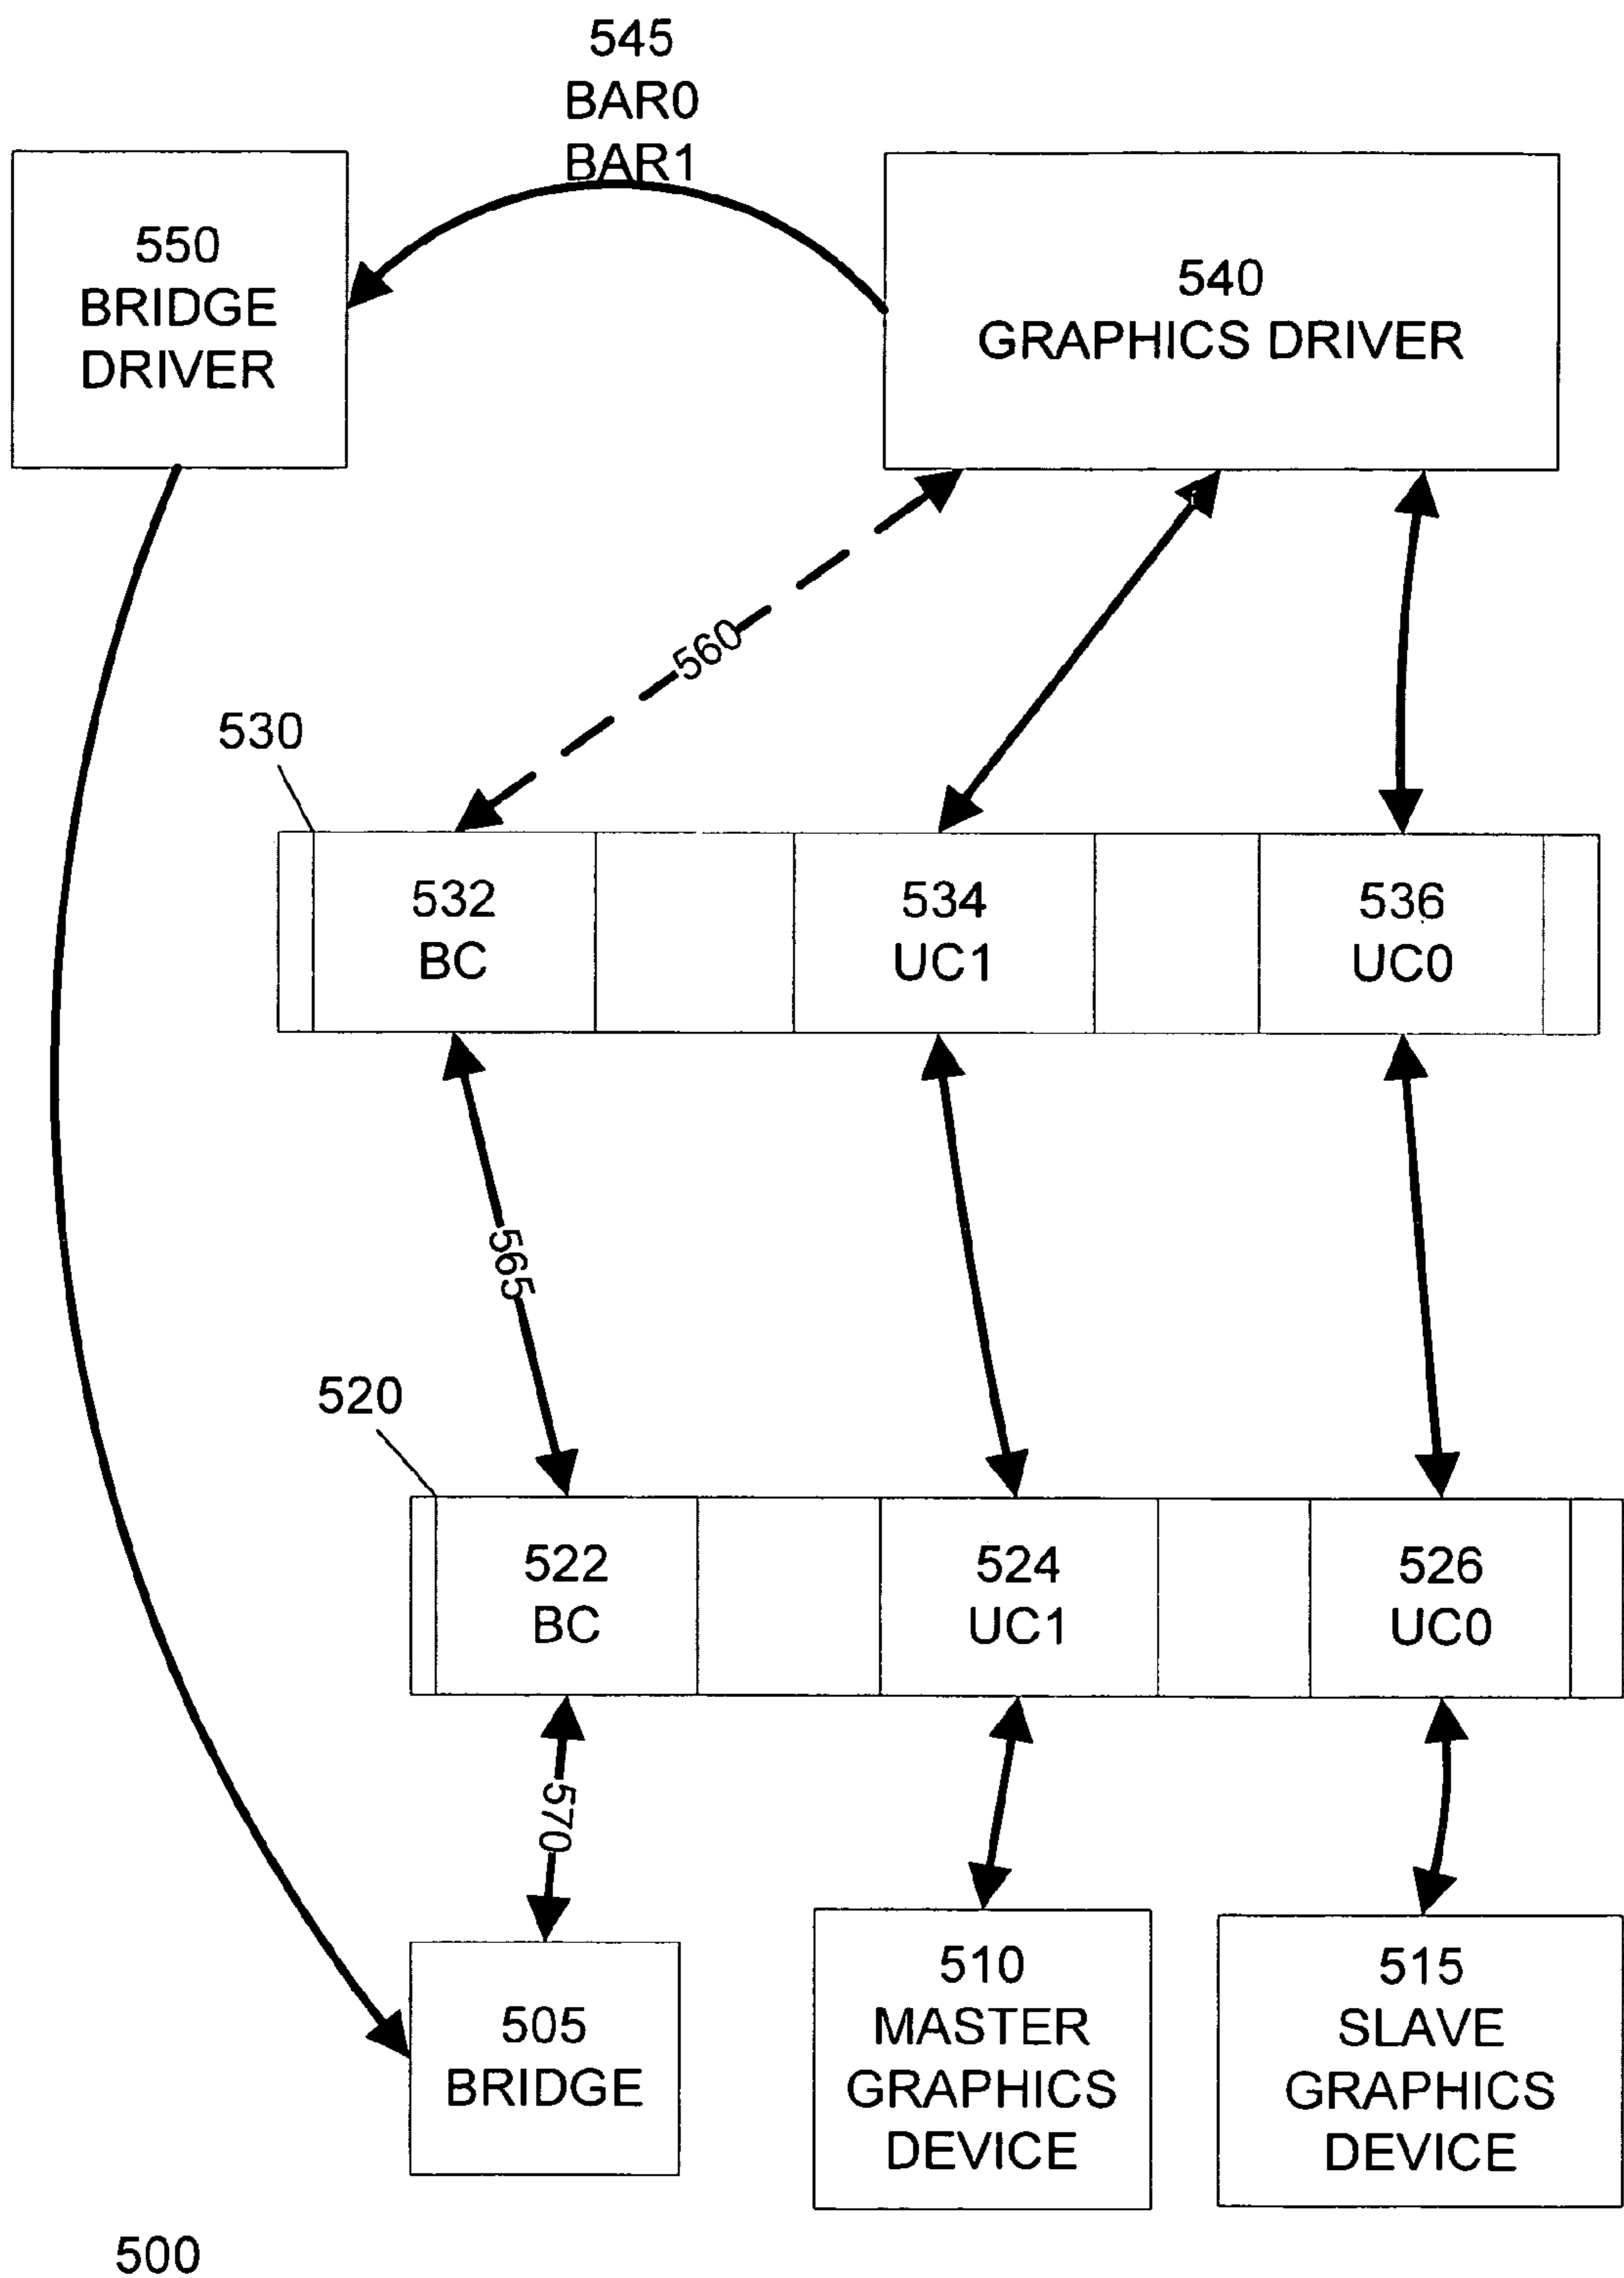 545
BAR0
BAR1
550
BRIDGE
DRIVER
540
GRAPHICS DRIVER
560
530
532
BC
534
UC1
536
UC0
565
520
522
BC
524
UC1
526
UC0
570
505
BRIDGE
510
MASTER
GRAPHICS
DEVICE
515
SLAVE
GRAPHICS
DEVICE
500